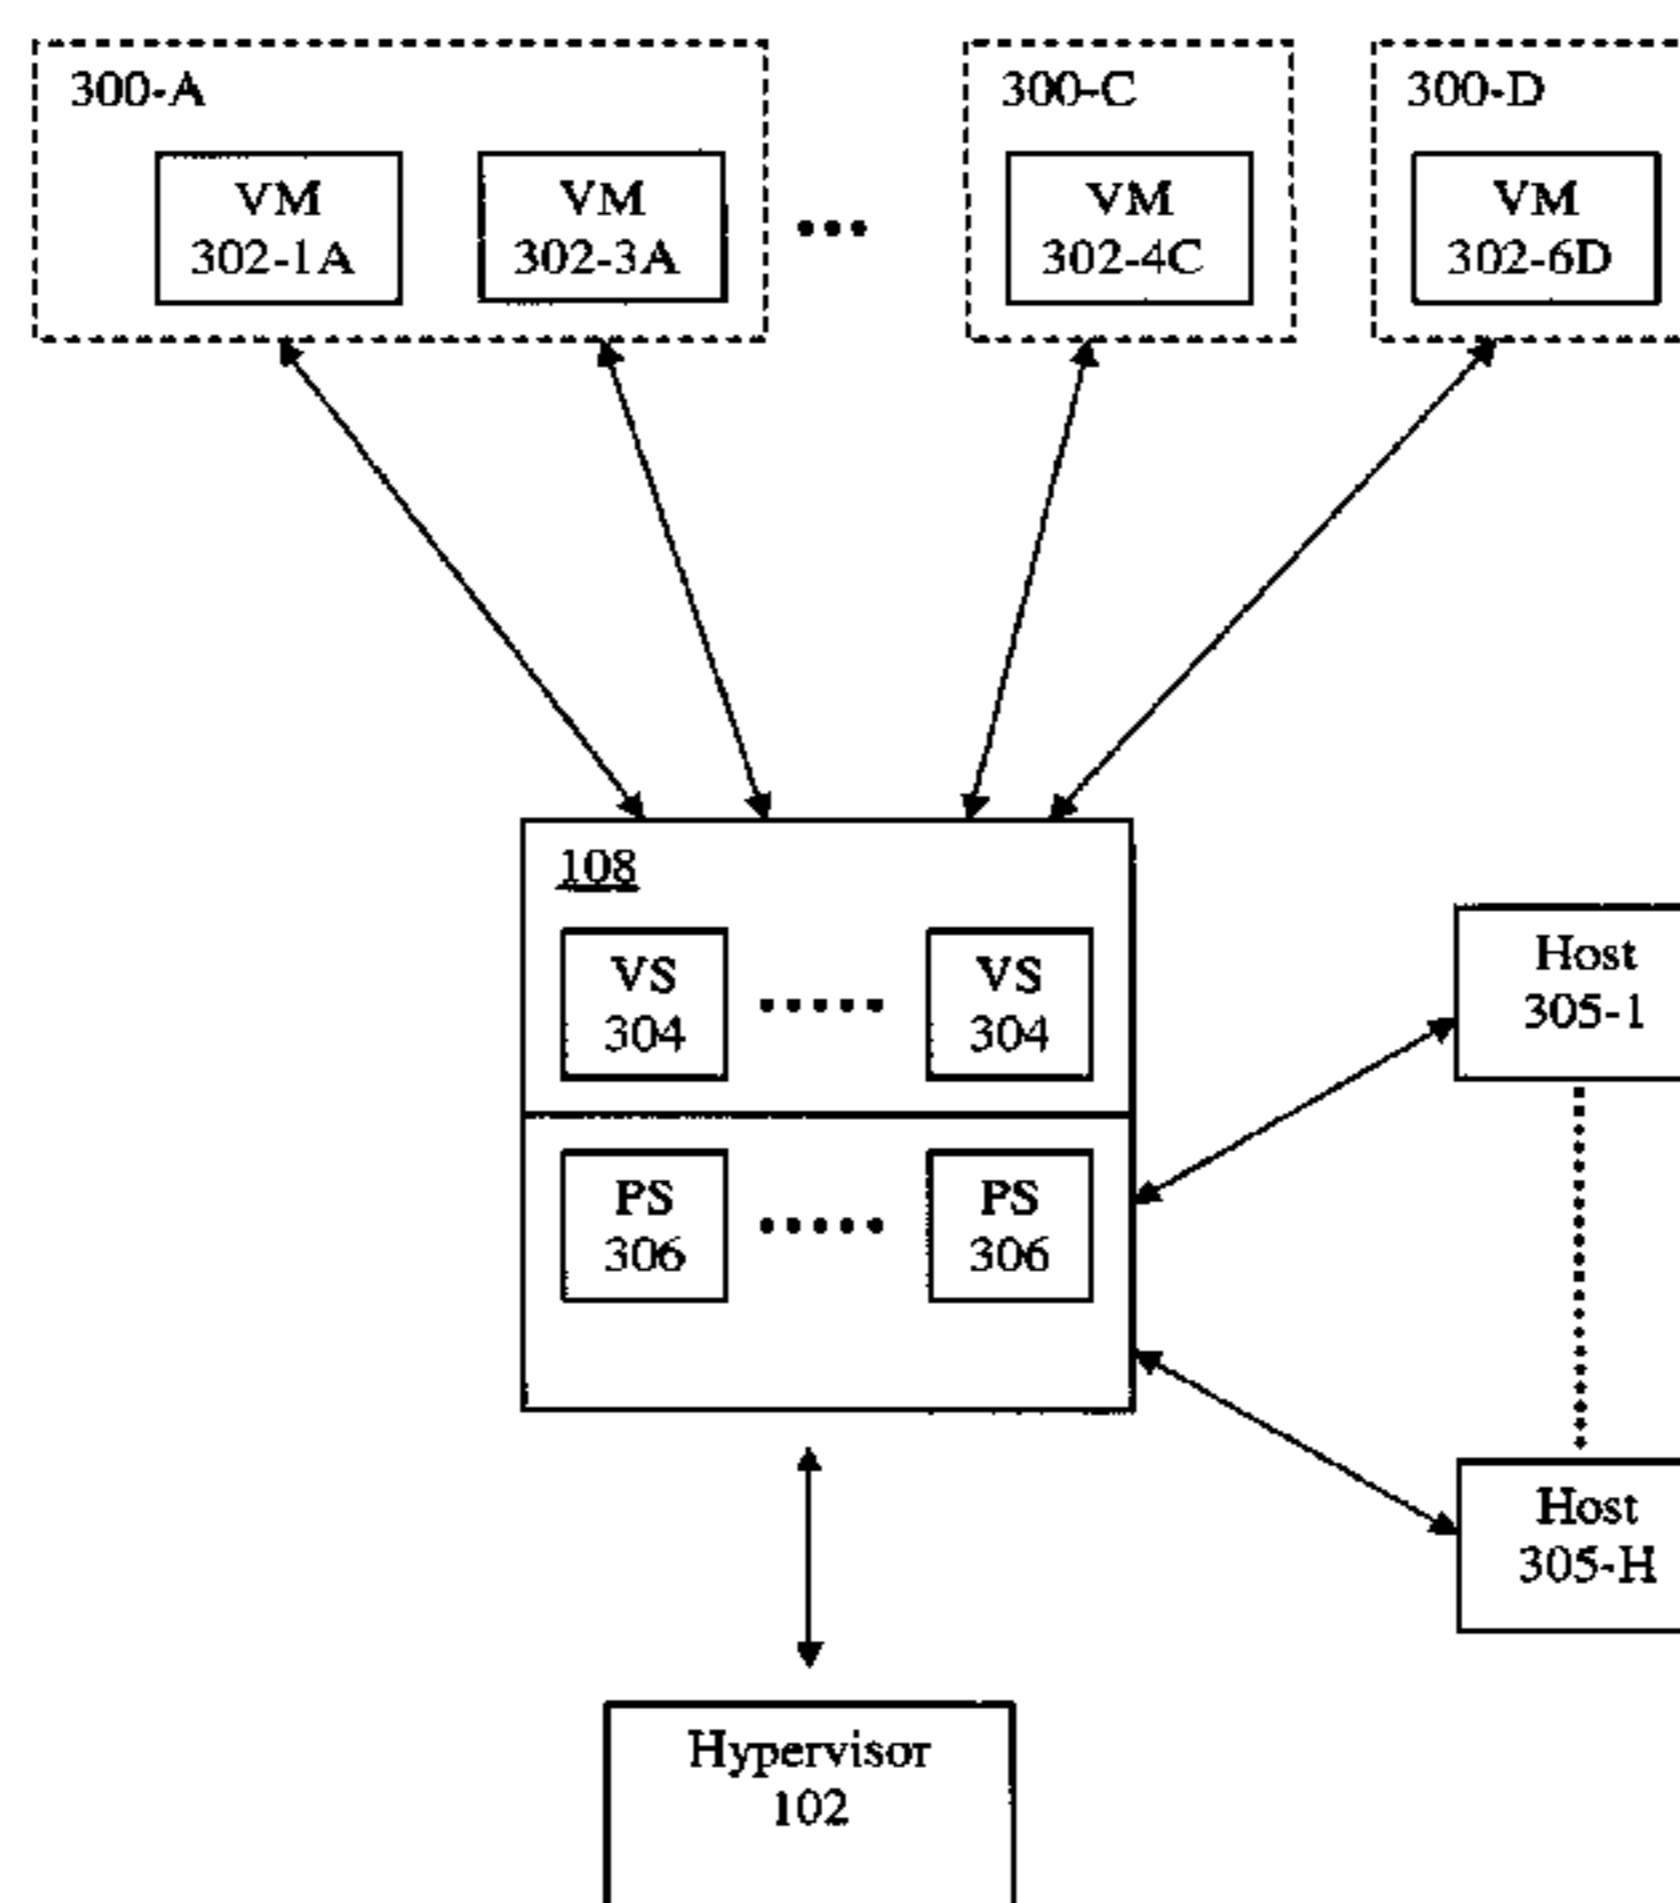 300-A
VM
302-1A
VM
302-3A
300-C
VM
302-4C
300-D
VM
302-6D
108
VS
304
VS
304
PS
306
PS
306
Host
305-1
Host
305-H
Hypervisor
102